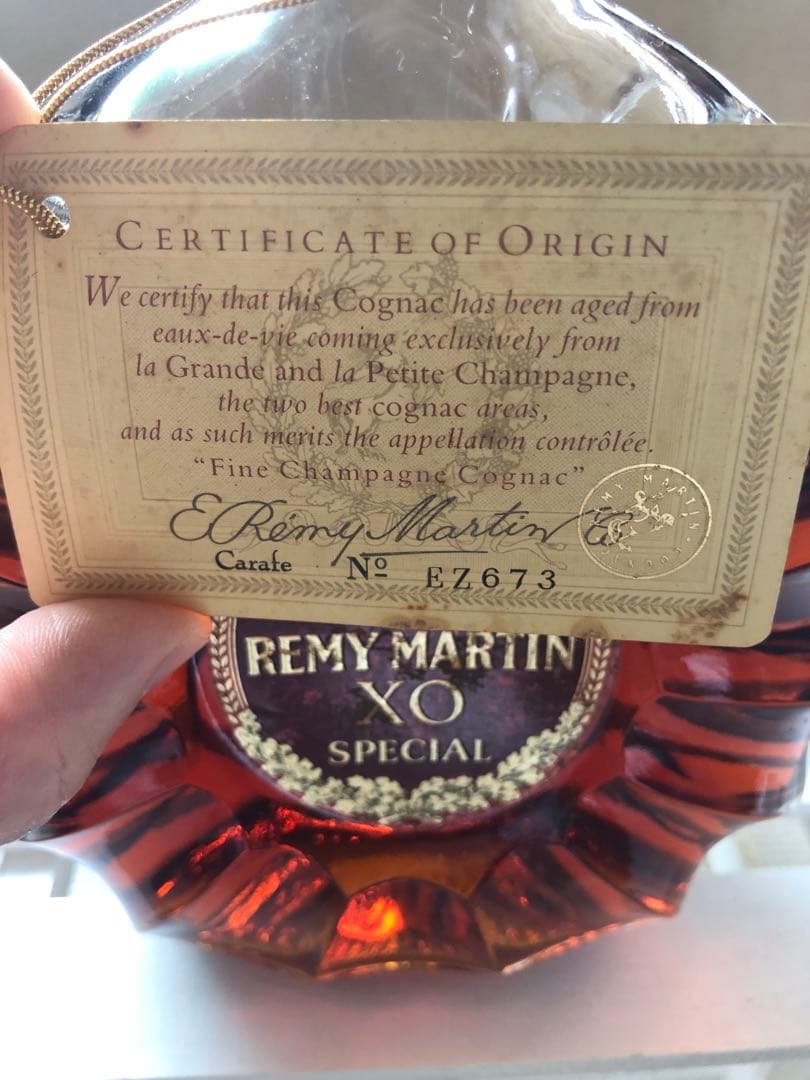 CERTIFICATE OF ORIGIN
We certify that this Cognac has been aged from
eaux-de-vie coming exclusively from
la Grande and la Petite Champagne,
the two best cognac areas,
and as such merits the appellation contrôlée.
“Fine Champagne Cognac”
E. Rémy Martin & Co
REMY MARTIN
Carafe Nº EZ673
REMY MARTIN
XO
SPECIAL